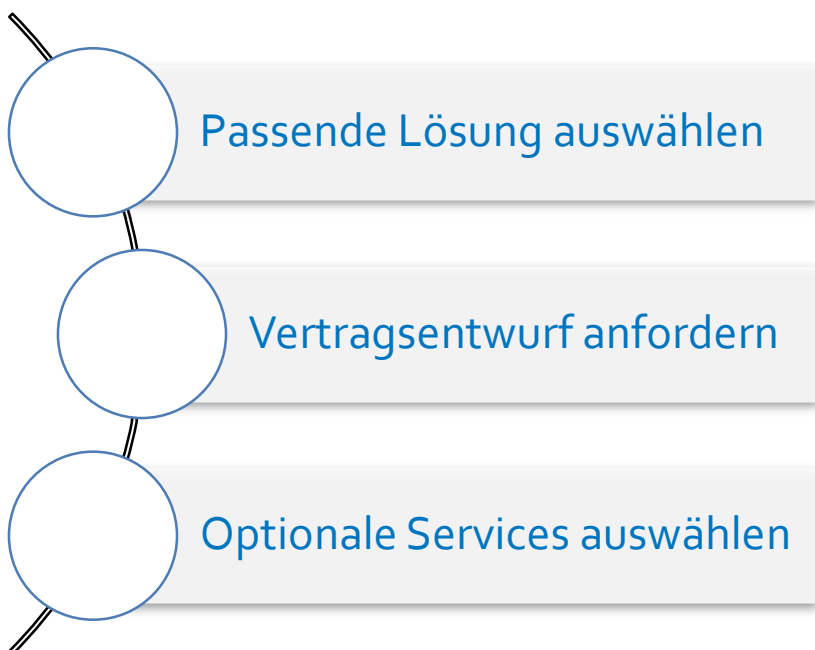 Passende Lösung auswählen
Vertragsentwurf anfordern
Optionale Services auswählen